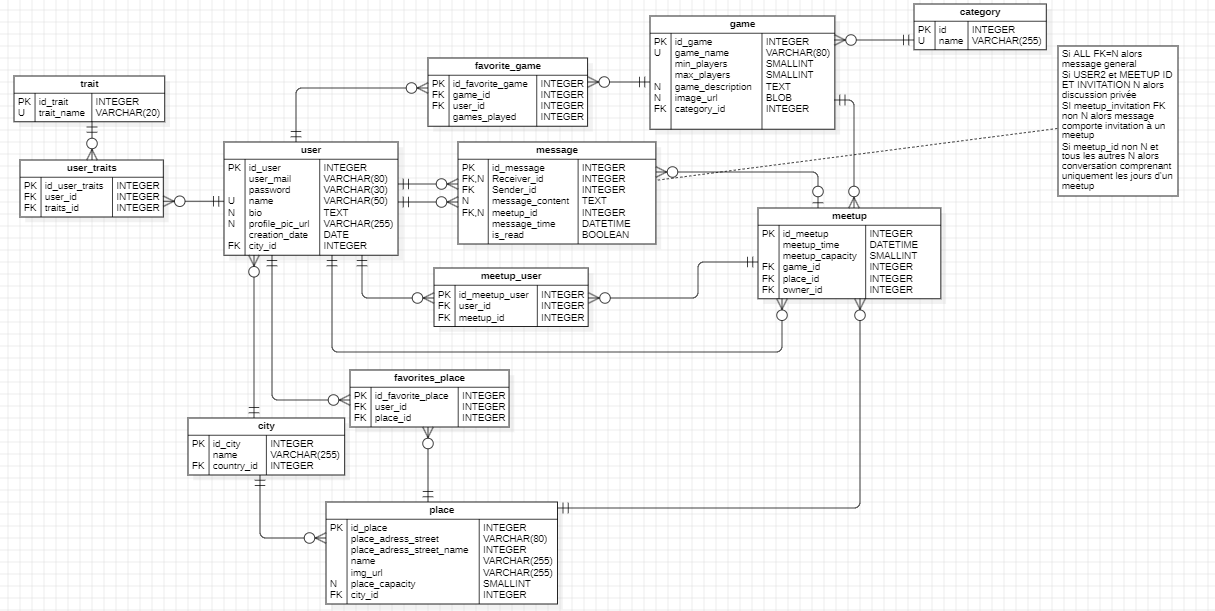 category
PK id INTEGER
U name VARCHAR(255)
game
PK id_game INTEGER
U game_name VARCHAR(80)
min_players SMALLINT
max_players SMALLINT
N game_description TEXT
N image_url BLOB
FK category_id INTEGER
Si ALL FK=N alors
message general
Si USER2 et MEETUP ID
ET INVITATION N alors
discussion privée
SI meetup_invitation FK
non N alors message
comporte invitation à un
meetup
Si meetup_id non N et
tous les autres N alors
conversation comprenant
uniquement les jours d'un
meetup
favorite_game
PK id_favorite_game INTEGER
FK game_id INTEGER
FK user_id INTEGER
games_played INTEGER
trait
PK id_trait INTEGER
U trait_name VARCHAR(20)
user_traits
PK id_user_traits INTEGER
FK user_id INTEGER
FK traits_id INTEGER
user
PK id_user INTEGER
user_mail VARCHAR(80)
password VARCHAR(30)
U name VARCHAR(50)
N bio TEXT
N profile_pic_url VARCHAR(255)
creation_date DATE
FK city_id INTEGER
message
PK id_message INTEGER
FK,N Receiver_id INTEGER
FK Sender_id INTEGER
N message_content TEXT
FK,N meetup_id INTEGER
message_time DATETIME
is_read BOOLEAN
meetup
PK id_meetup INTEGER
meetup_time DATETIME
meetup_capacity SMALLINT
FK game_id INTEGER
FK place_id INTEGER
FK owner_id INTEGER
meetup_user
PK id_meetup_user INTEGER
FK user_id INTEGER
FK meetup_id INTEGER
favorites_place
PK id_favorite_place INTEGER
FK user_id INTEGER
FK place_id INTEGER
city
PK id_city INTEGER
name VARCHAR(255)
FK country_id INTEGER
place
PK id_place INTEGER
place_adress_street VARCHAR(80)
place_adress_street_name INTEGER
name VARCHAR(255)
img_url VARCHAR(255)
N place_capacity SMALLINT
FK city_id INTEGER